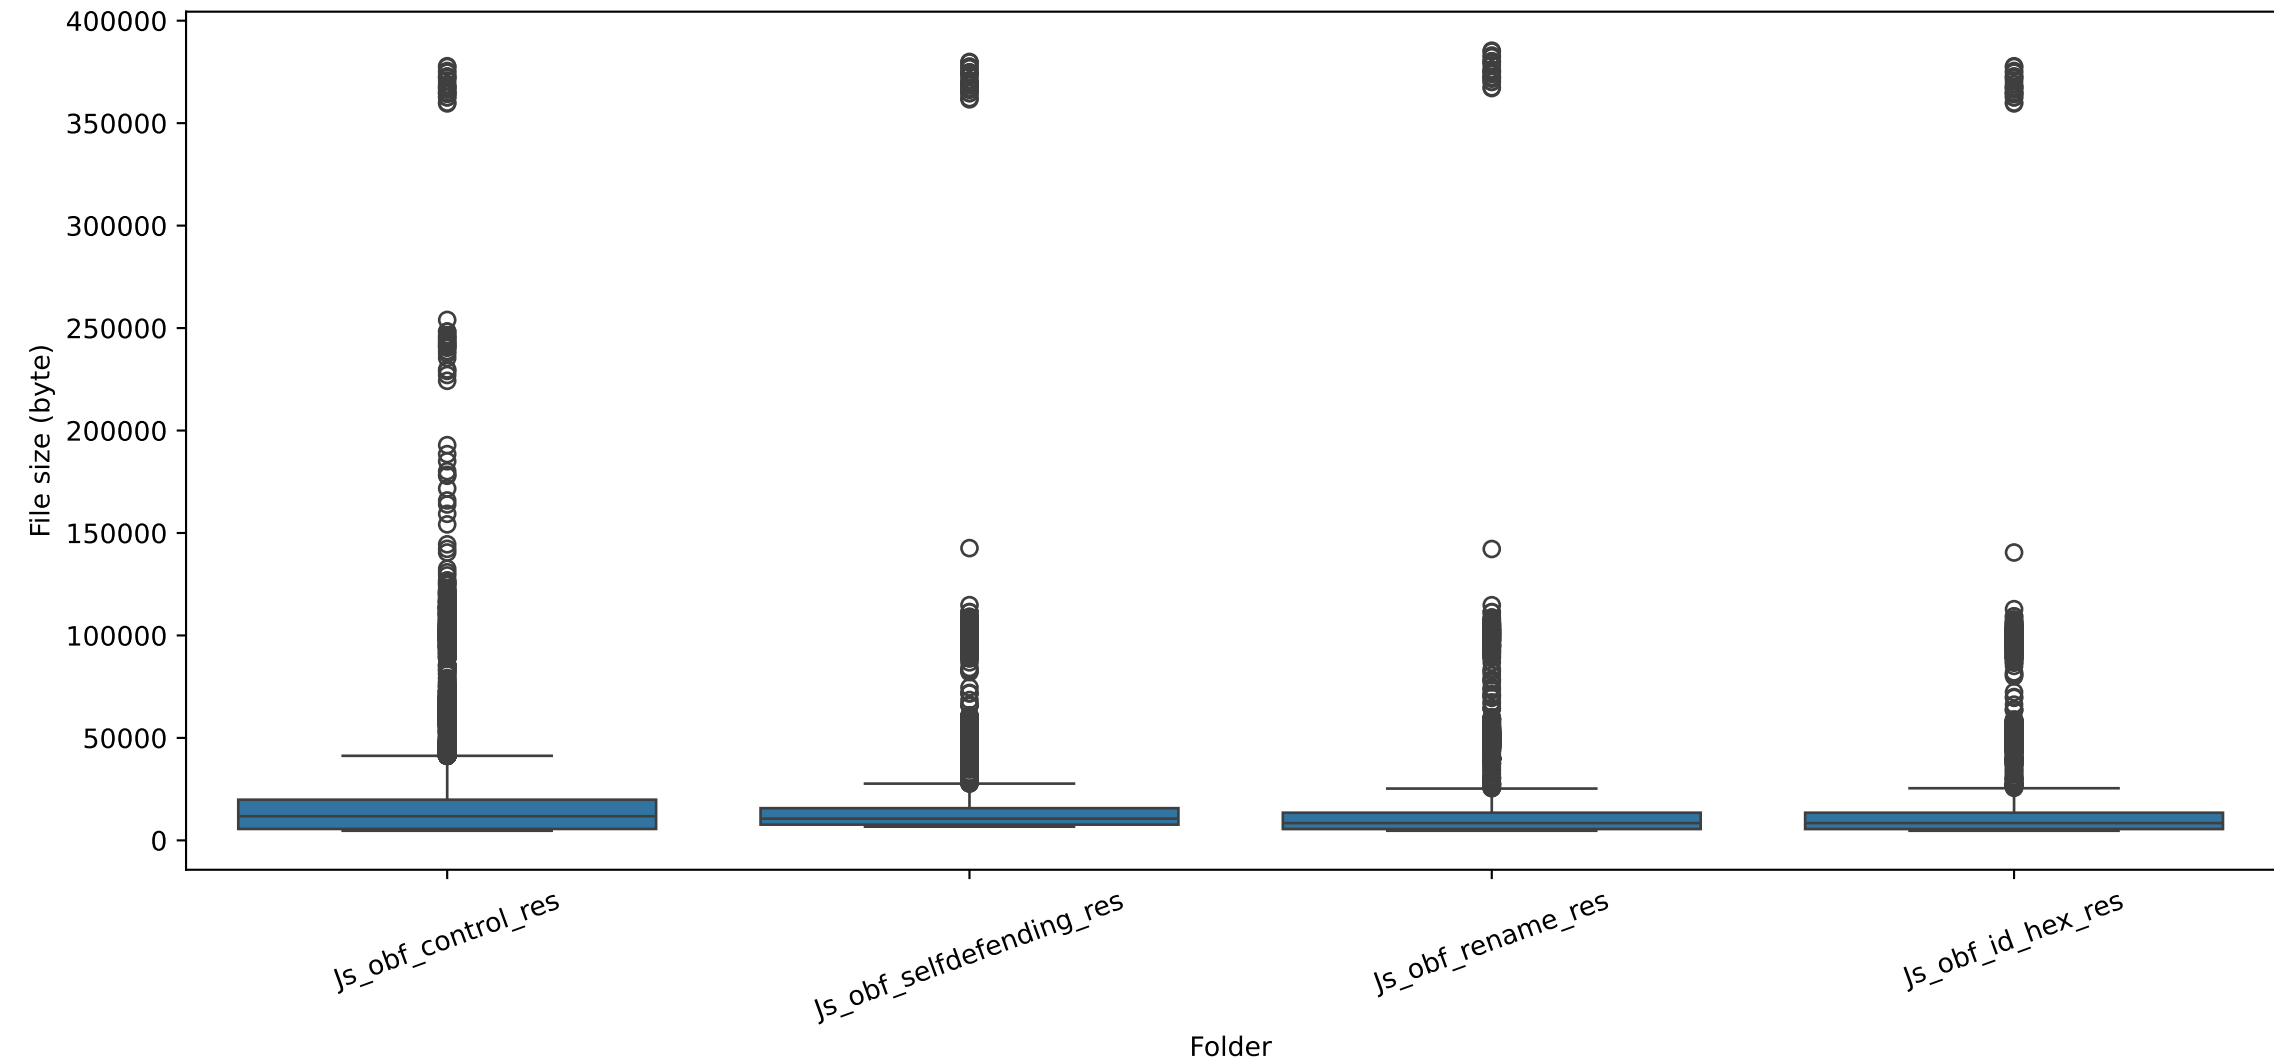 400000
350000
300000
250000
200000
150000
100000
50000
0
File size (byte)
Js_obf_control_res
Js_obf_selfdefending_res
Js_obf_rename_res
Js_obf_id_hex_res
Folder